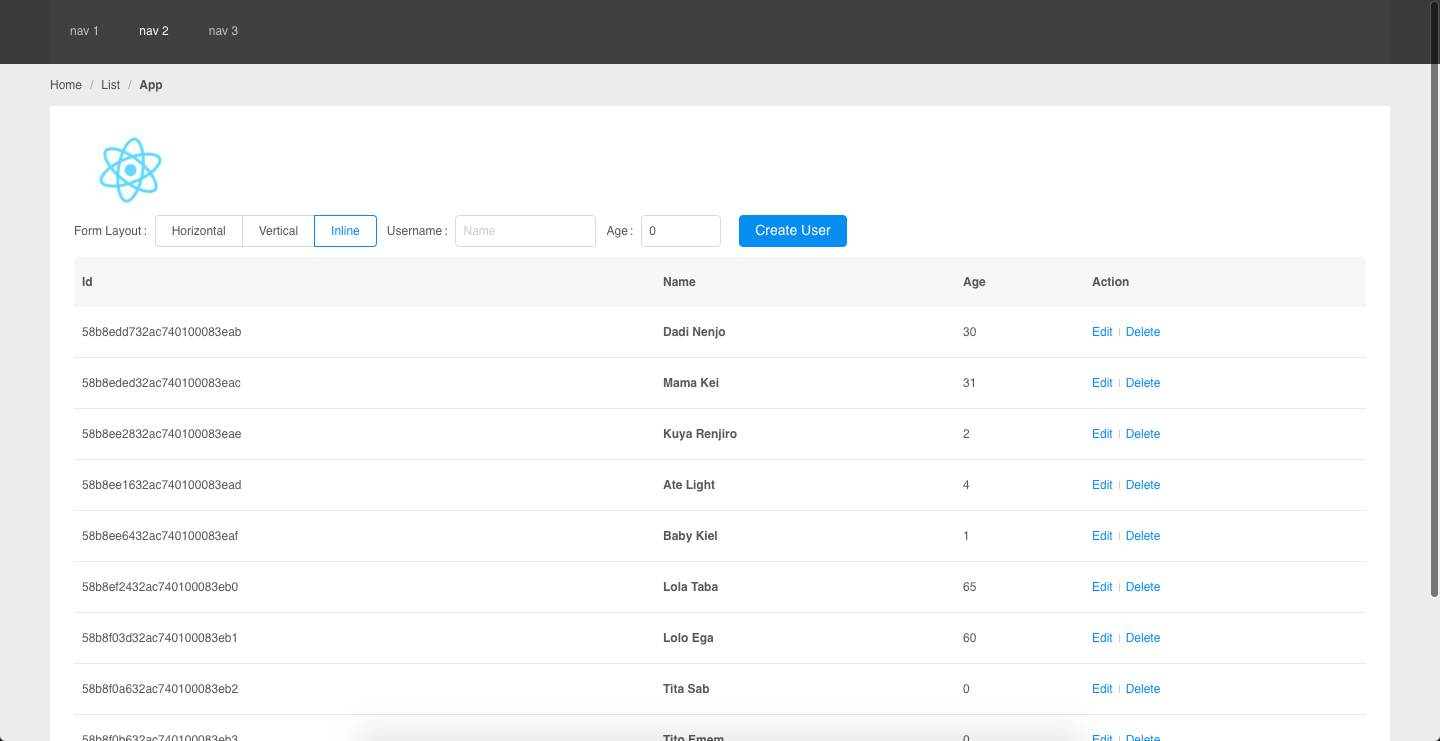 nav 1 nav 2 nav 3
Home / List / App
Form Layout : Horizontal Vertical Inline Username : Name Age : 0 Create User
Id Name Age Action
58b8edd732ac740100083eab Dadi Nenjo 30 Edit Delete
58b8eded32ac740100083eac Mama Kei 31 Edit Delete
58b8ee2832ac740100083eae Kuya Renjiro 2 Edit Delete
58b8ee1632ac740100083ead Ate Light 4 Edit Delete
58b8ee6432ac740100083eaf Baby Kiel 1 Edit Delete
58b8ef2432ac740100083eb0 Lola Taba 65 Edit Delete
58b8f03d32ac740100083eb1 Lolo Ega 60 Edit Delete
58b8f0a632ac740100083eb2 Tita Sab 0 Edit Delete
58b8f0b632ac740100083eb3 Tito Emem 0 Edit Delete